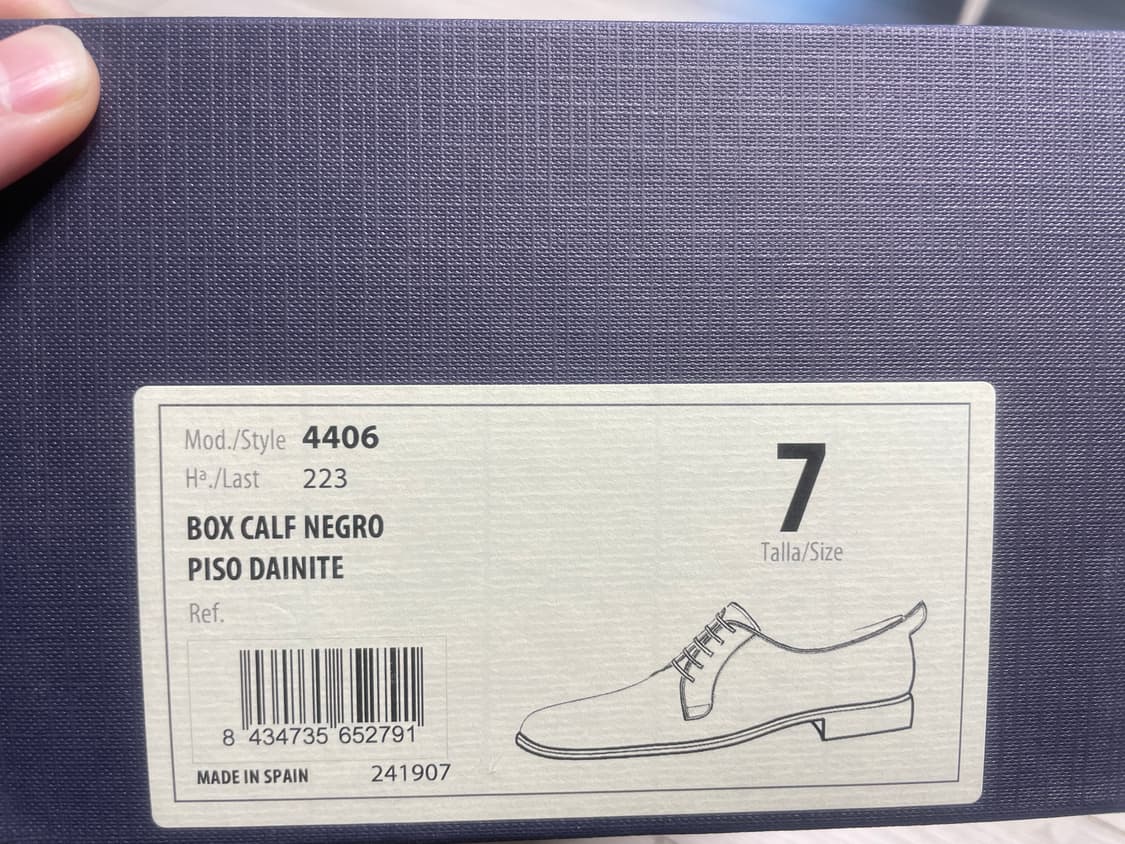 Mod./Style 4406
Hª./Last 223
BOX CALF NEGRO
PISO DAINITE
Ref.
8 434735 652791
MADE IN SPAIN 241907
7
Talla/Size